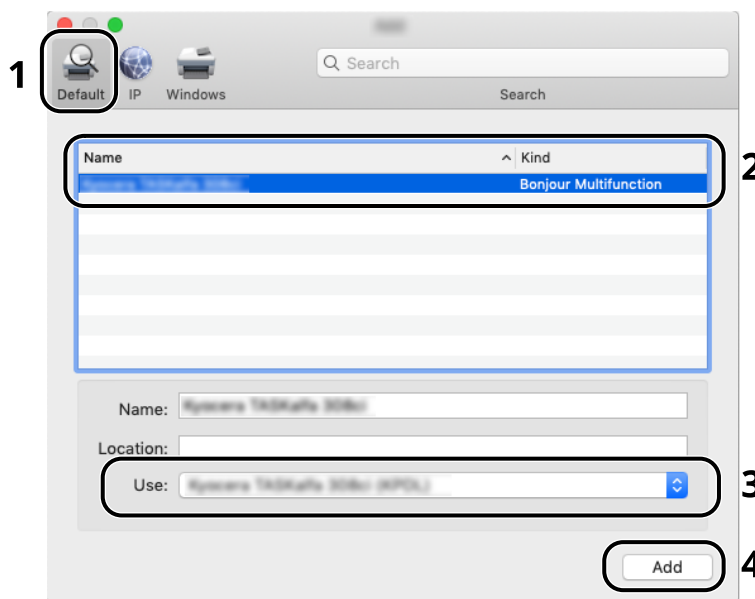 1
Search
Default IP Windows Search
2
Name Kind
Bonjour Multifunction
Name:
Location:
3
Use:
4
Add